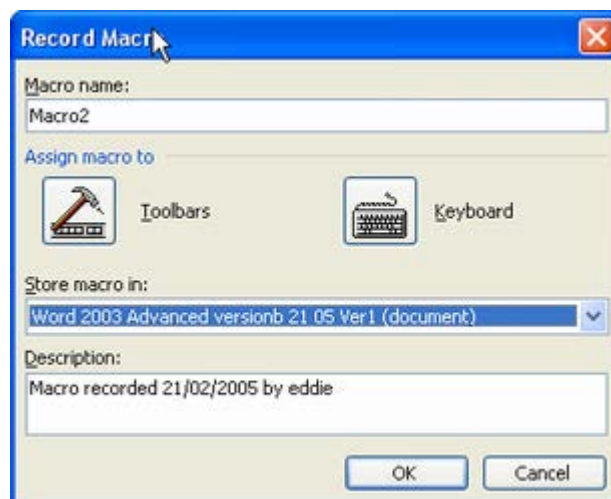 Record Macro
Macro name:
Macro2
Assign macro to
Toolbars
Keyboard
Store macro in:
Word 2003 Advanced versionb 21 05 Ver1 (document)
Description:
Macro recorded 21/02/2005 by eddie
OK
Cancel